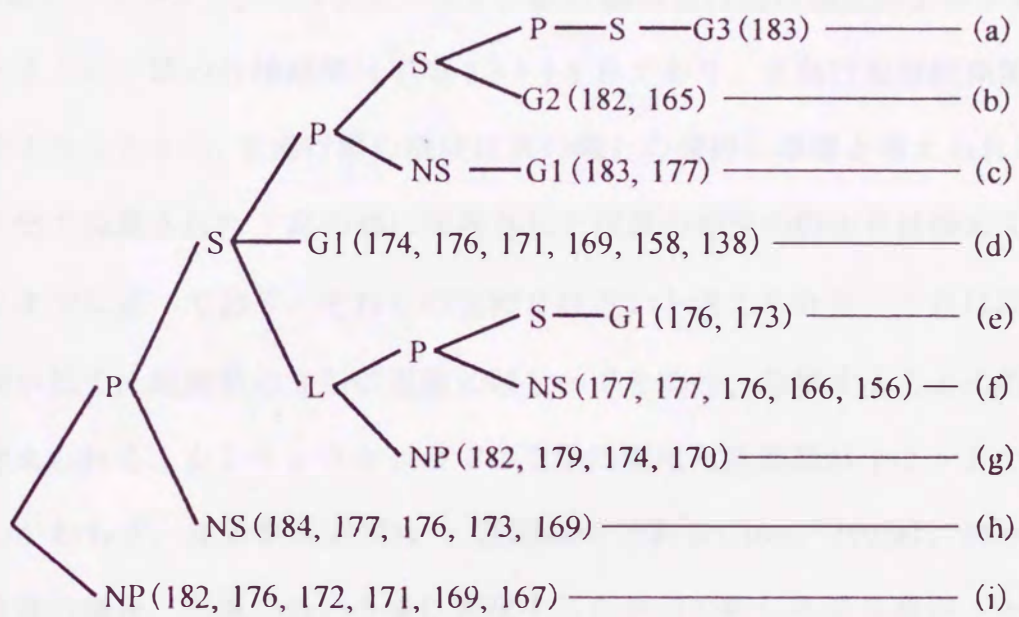 P S G3 (183) (a)
S
G2 (182, 165) (b)
P
NS G1 (183, 177) (c)
S G1 (174, 176, 171, 169, 158, 138) (d)
S G1 (176, 173) (e)
P
P L NS (177, 177, 176, 166, 156) (f)
NP (182, 179, 174, 170) (g)
NS (184, 177, 176, 173, 169) (h)
NP (182, 176, 172, 171, 169, 167) (i)